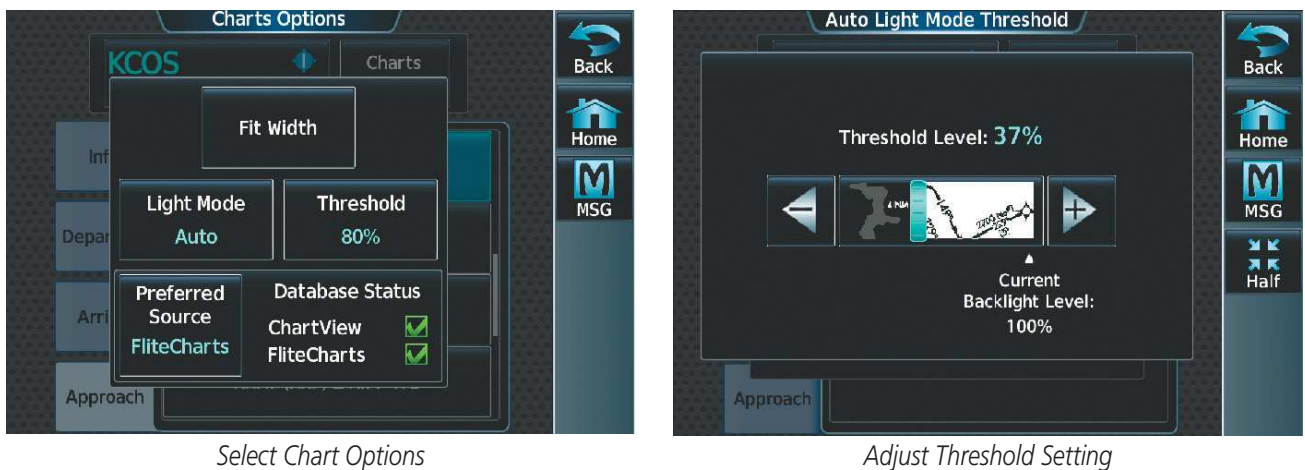 Charts Options
KCOS
Charts
Back
Fit Width
Home
Light Mode
Auto
Threshold
80%
MSG
Preferred
Source
FliteCharts
Database Status
ChartView
FliteCharts
Approach
Select Chart Options
Auto Light Mode Threshold
Back
Threshold Level: 37%
Home
MSG
Current
Backlight Level:
100%
Half
Approach
Adjust Threshold Setting